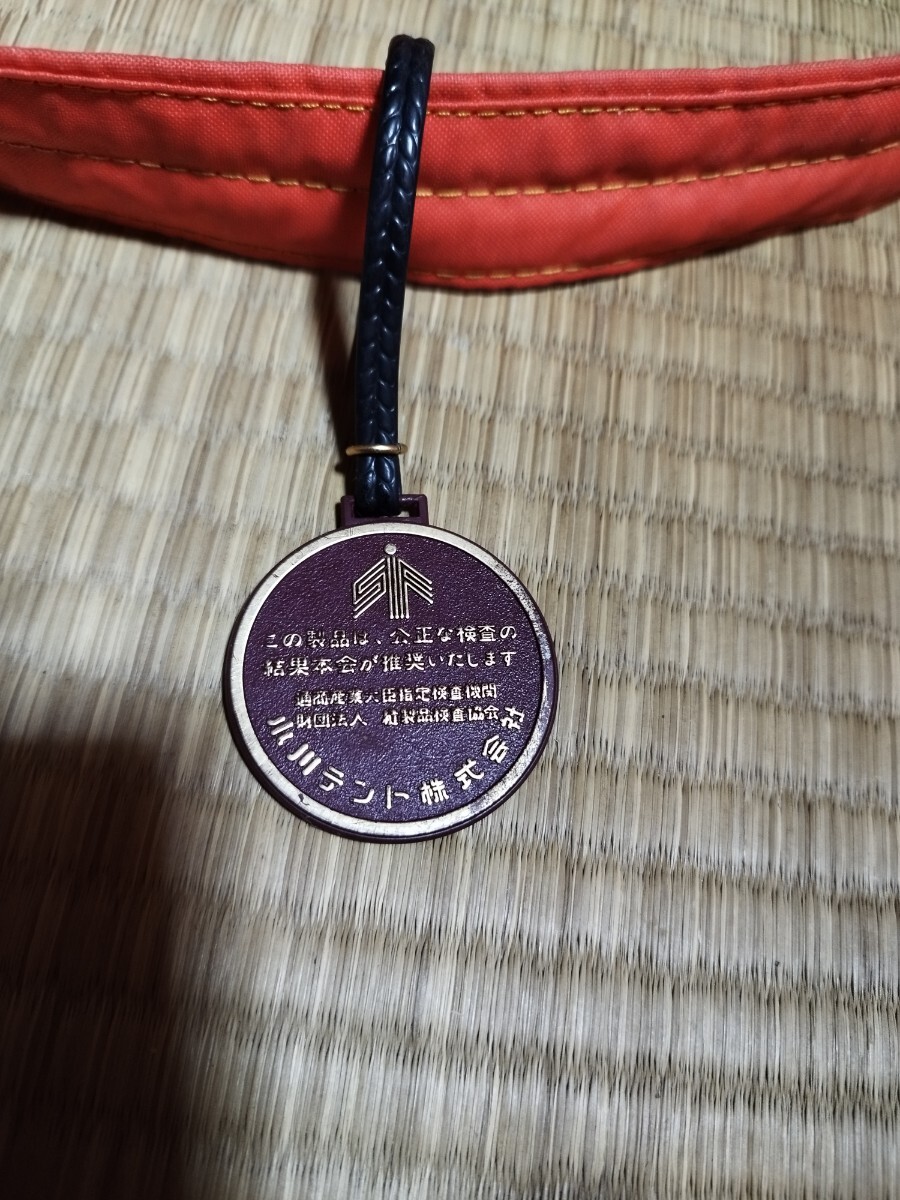 この製品は、公正な検査の
結果本会が推奨いたします
通商産業大臣指定検査機関
財団法人 縫製品検査協会
小川テント株式会社